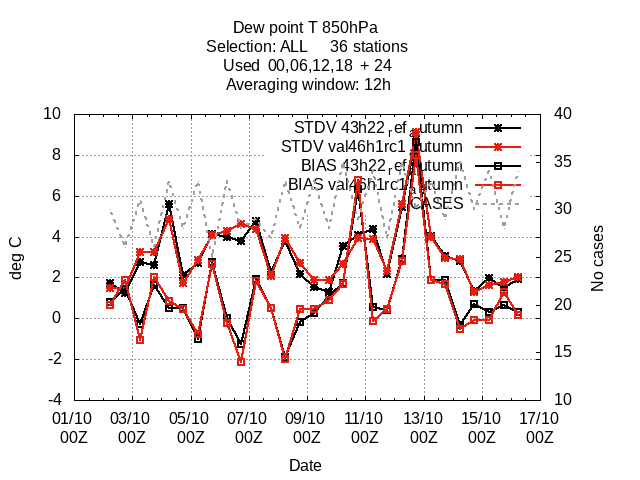 Dew point T 850hPa
Selection: ALL 36 stations
Used 00,06,12,18 + 24
Averaging window: 12h
STDV 43h22_ref_autumn
STDV val46h1rc1_autumn
BIAS 43h22_ref_autumn
BIAS val46h1rc1_autumn
CASES
10
8
6
4
2
0
-2
-4
deg C
40
35
30
25
20
15
10
No cases
01/10 03/10 05/10 07/10 09/10 11/10 13/10 15/10 17/10
00Z 00Z 00Z 00Z 00Z 00Z 00Z 00Z 00Z
Date